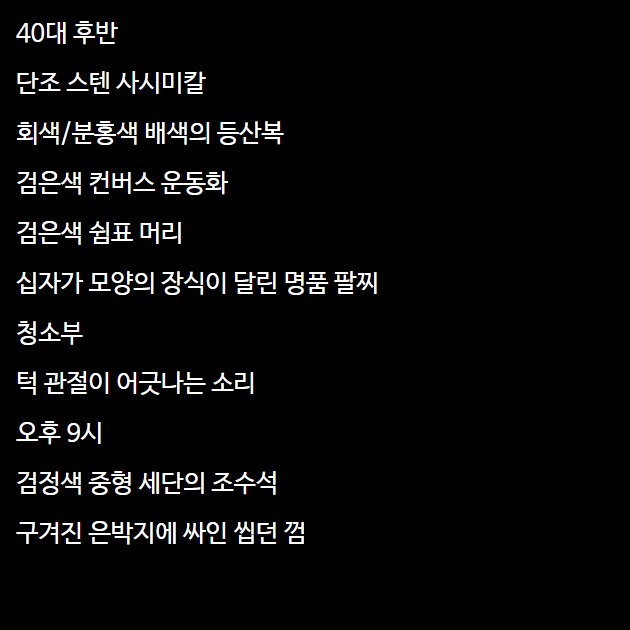 40대 후반
단조 스텐 사시미칼
회색/분홍색 배색의 등산복
검은색 컨버스 운동화
검은색 쉼표 머리
십자가 모양의 장식이 달린 명품 팔찌
청소부
턱 관절이 어긋나는 소리
오후 9시
검정색 중형 세단의 조수석
구겨진 은박지에 싸인 씹던 껌